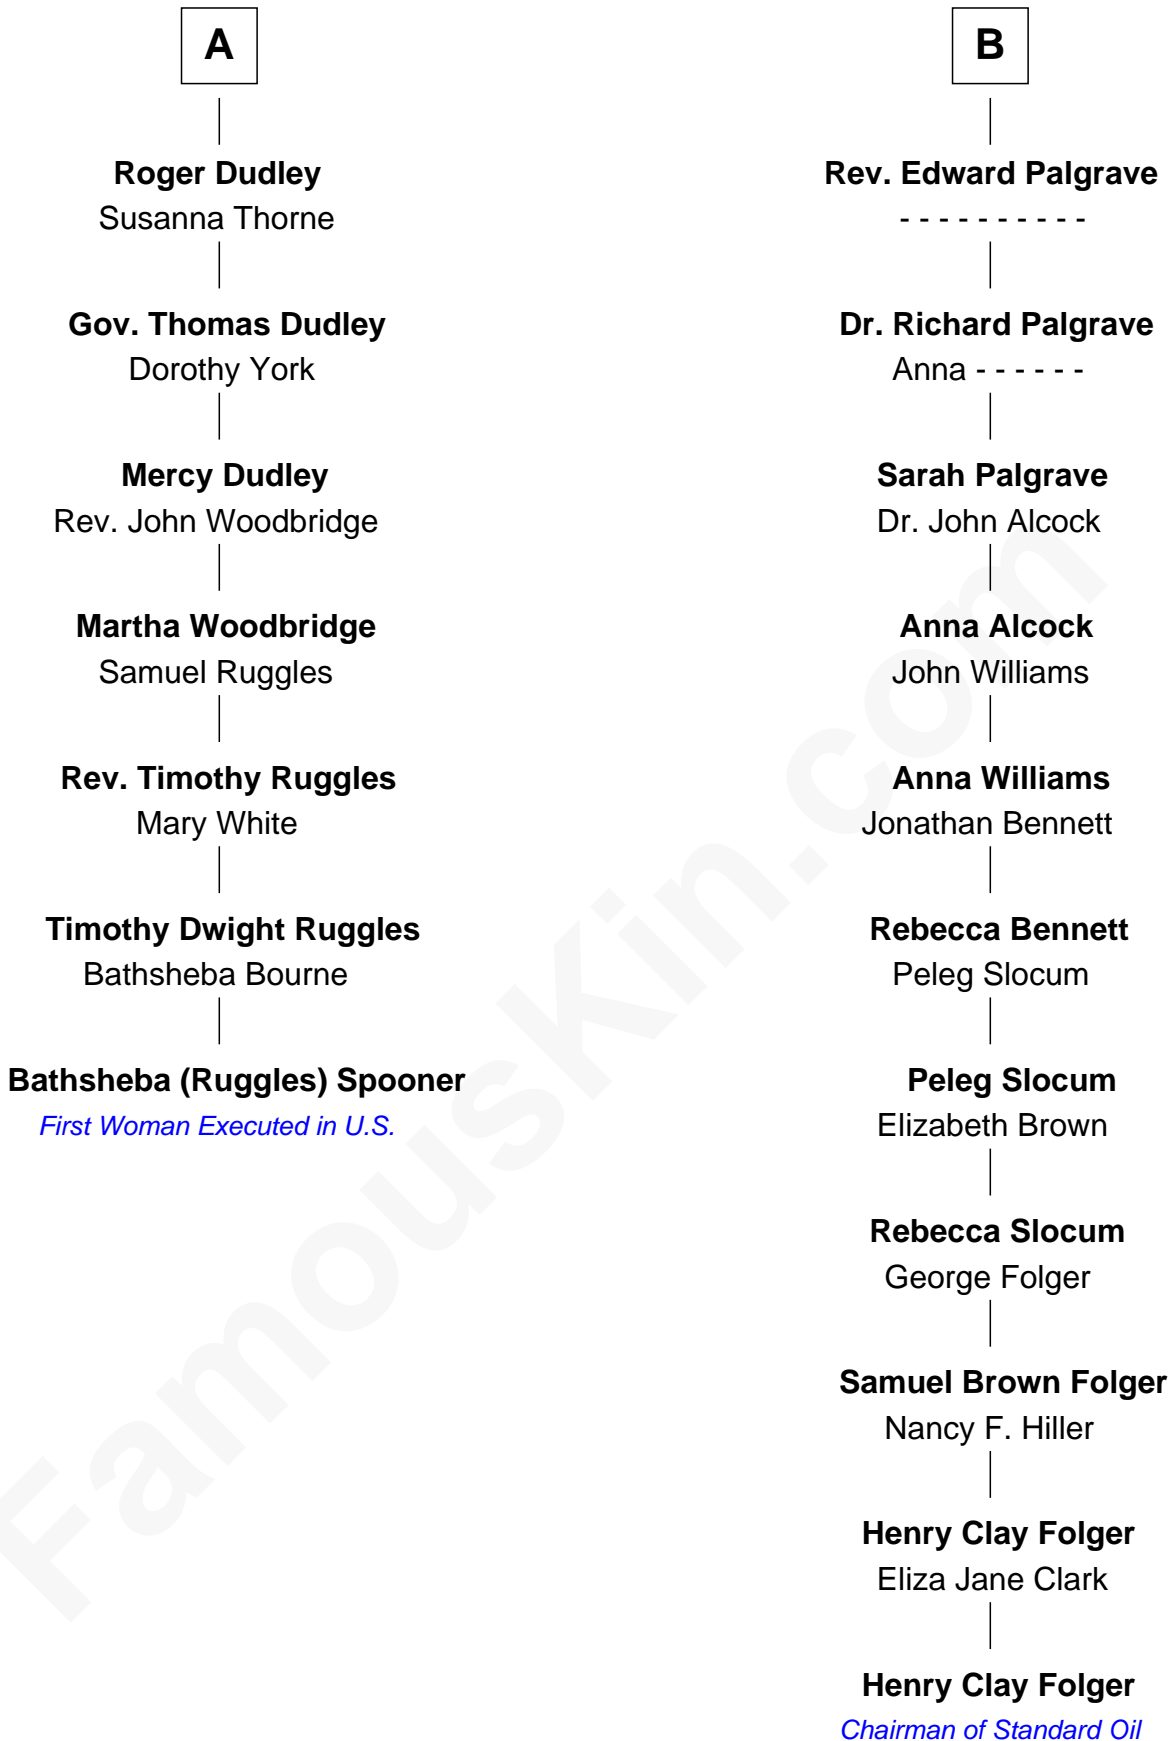 A
Roger Dudley
Susanna Thorne
Gov. Thomas Dudley
Dorothy York
Mercy Dudley
Rev. John Woodbridge
Martha Woodbridge
Samuel Ruggles
Rev. Timothy Ruggles
Mary White
Timothy Dwight Ruggles
Bathsheba Bourne
Bathsheba (Ruggles) Spooner
First Woman Executed in U.S.
B
Rev. Edward Palgrave
- - - - - - - - - -
Dr. Richard Palgrave
Anna - - - - - -
Sarah Palgrave
Dr. John Alcock
Anna Alcock
John Williams
Anna Williams
Jonathan Bennett
Rebecca Bennett
Peleg Slocum
Peleg Slocum
Elizabeth Brown
Rebecca Slocum
George Folger
Samuel Brown Folger
Nancy F. Hiller
Henry Clay Folger
Eliza Jane Clark
Henry Clay Folger
Chairman of Standard Oil
FamousKin.com